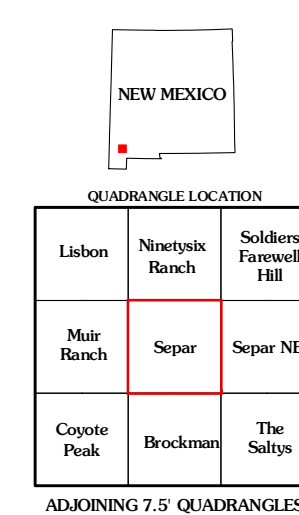 NEW MEXICO
QUADRANGLE LOCATION
Lisbon
Ninetysix
Ranch
Soldiers
Farewell
Hill
Muir
Ranch
Separ
Separ NE
Coyote
Peak
Brockman
The
Saltys
ADJOINING 7.5' QUADRANGLES